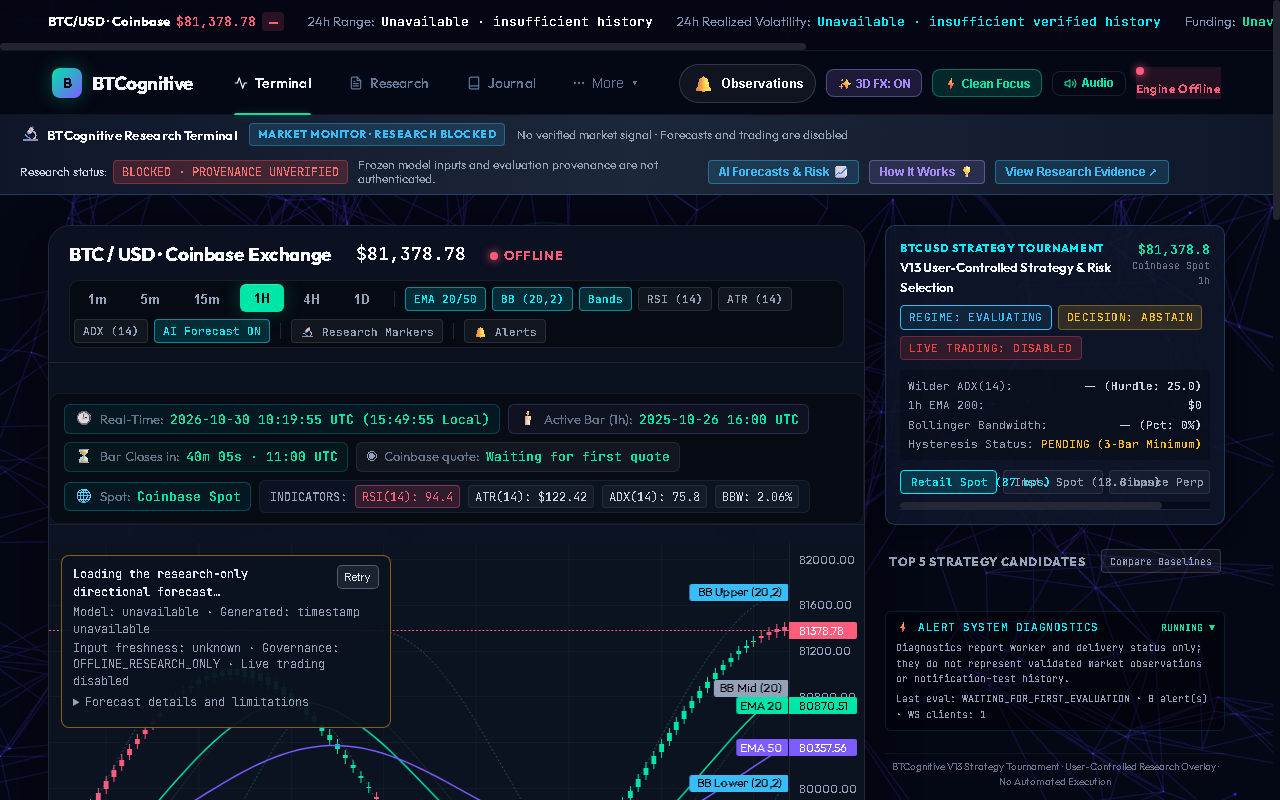 BTC/USD · Coinbase $81,378.78 —
24h Range: Unavailable · insufficient history
24h Realized Volatility: Unavailable · insufficient verified history
Funding: Unav
B BTCognitive
Terminal
Research
Journal
··· More ▾
Observations
3D FX: ON
Clean Focus
Audio
Engine Offline
BTCognitive Research Terminal
MARKET MONITOR · RESEARCH BLOCKED
No verified market signal · Forecasts and trading are disabled
Research status: BLOCKED · PROVENANCE UNVERIFIED
Frozen model inputs and evaluation provenance are not
authenticated.
AI Forecasts & Risk
How It Works
View Research Evidence ↗
BTC / USD · Coinbase Exchange $81,378.78 OFFLINE
1m 5m 15m 1H 4H 1D EMA 20/50 BB (20,2) Bands RSI (14) ATR (14)
ADX (14) AI Forecast ON Research Markers Alerts
Real-Time: 2026-10-30 10:19:55 UTC (15:49:55 Local)
Active Bar (1h): 2025-10-26 16:00 UTC
Bar Closes in: 40m 05s · 11:00 UTC
Coinbase quote: Waiting for first quote
Spot: Coinbase Spot
INDICATORS: RSI(14): 94.4 ATR(14): $122.42 ADX(14): 75.8 BBW: 2.06%
Loading the research-only
directional forecast…
Retry
Model: unavailable · Generated: timestamp
unavailable
Input freshness: unknown · Governance:
OFFLINE_RESEARCH_ONLY · Live trading
disabled
▶ Forecast details and limitations
82000.00
BB Upper (20,2)
81600.00
81378.78
81200.00
BB Mid (20)
80800.00
EMA 20 80870.51
EMA 50 80357.56
BB Lower (20,2)
80000.00
BTCUSD STRATEGY TOURNAMENT
V13 User-Controlled Strategy & Risk
Selection
$81,378.8
Coinbase Spot
1h
REGIME: EVALUATING
DECISION: ABSTAIN
LIVE TRADING: DISABLED
Wilder ADX(14): — (Hurdle: 25.0)
1h EMA 200: $0
Bollinger Bandwidth: — (Pct: 0%)
Hysteresis Status: PENDING (3-Bar Minimum)
Retail Spot
Spot
Perp
TOP 5 STRATEGY CANDIDATES
Compare Baselines
ALERT SYSTEM DIAGNOSTICS RUNNING ▼
Diagnostics report worker and delivery status only;
they do not represent validated market observations
or notification-test history.
Last eval: WAITING_FOR_FIRST_EVALUATION · 0 alert(s)
· WS clients: 1
BTCognitive V13 Strategy Tournament · User-Controlled Research Overlay ·
No Automated Execution